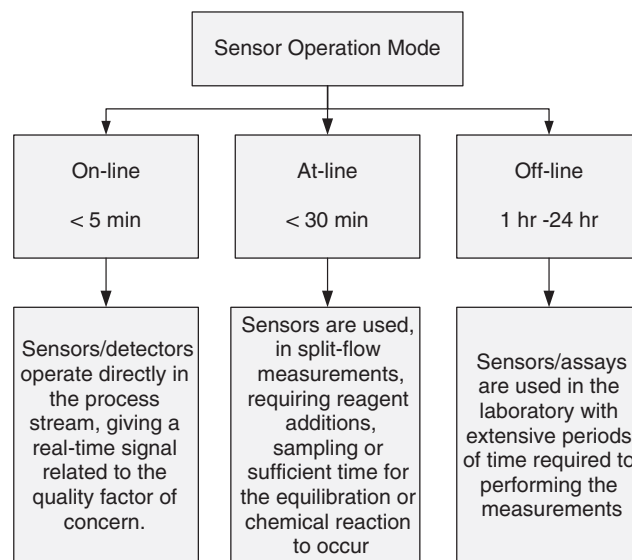 Sensor Operation Mode
On-line
< 5 min
At-line
< 30 min
Off-line
1 hr -24 hr
Sensors/detectors
operate directly in
the process
stream, giving a
real-time signal
related to the
quality factor of
concern.
Sensors are used,
in split-flow
measurements,
requiring reagent
additions,
sampling or
sufficient time for
the equilibration or
chemical reaction
to occur
Sensors/assays
are used in the
laboratory with
extensive periods
of time required to
performing the
measurements